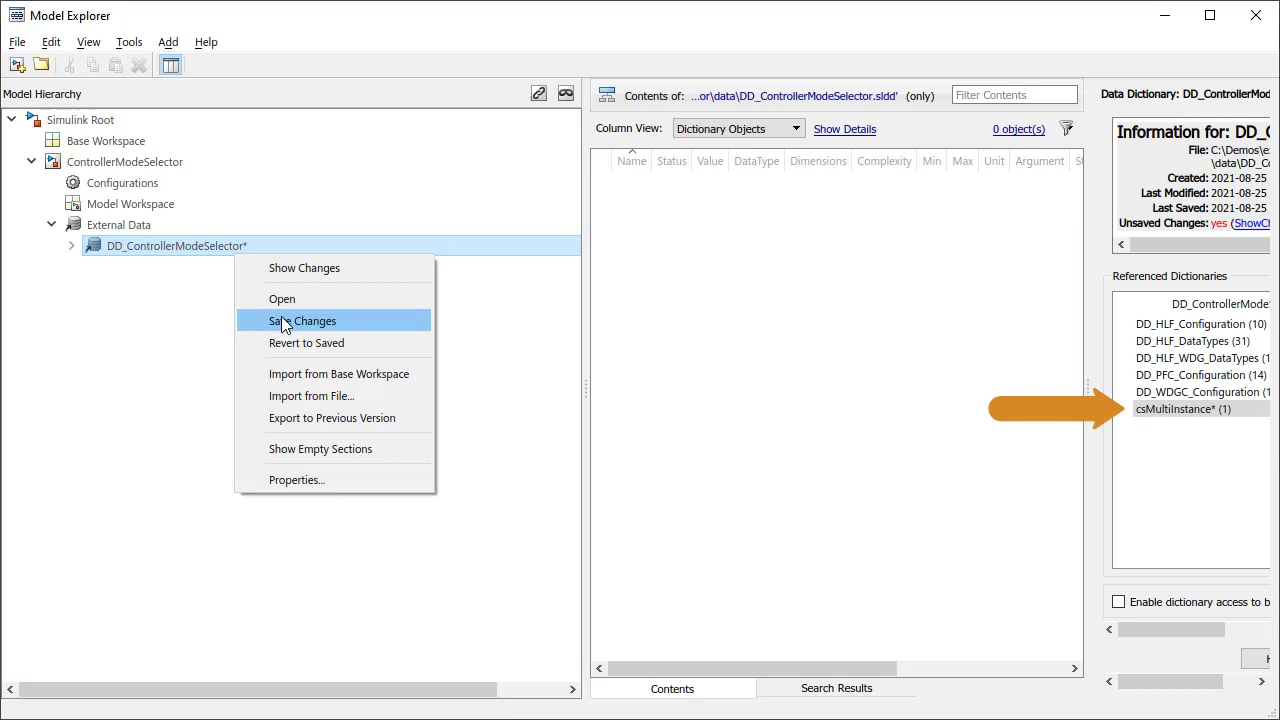 Model Explorer
File Edit View Tools Add Help
Model Hierarchy
Simulink Root
Base Workspace
ControllerModeSelector
Configurations
Model Workspace
External Data
DD_ControllerModeSelector*
Show Changes
Open
Save Changes
Revert to Saved
Import from Base Workspace
Import from File...
Export to Previous Version
Show Empty Sections
Properties...
Contents of: ...or\data\DD_ControllerModeSelector.sldd' (only) Filter Contents
Column View: Dictionary Objects Show Details 0 object(s)
Name Status Value DataType Dimensions Complexity Min Max Unit Argument St
Contents Search Results
Data Dictionary: DD_ControllerMod
Information for: DD_C
File: C:\Demos\e
\data\DD_Co
Created: 2021-08-25
Last Modified: 2021-08-25
Last Saved: 2021-08-25
Unsaved Changes: yes (ShowCh
Referenced Dictionaries
DD_ControllerModeS
DD_HLF_Configuration (10)
DD_HLF_DataTypes (31)
DD_HLF_WDG_DataTypes (1
DD_PFC_Configuration (14)
DD_WDGC_Configuration (1
csMultiInstance* (1)
Enable dictionary access to b
H